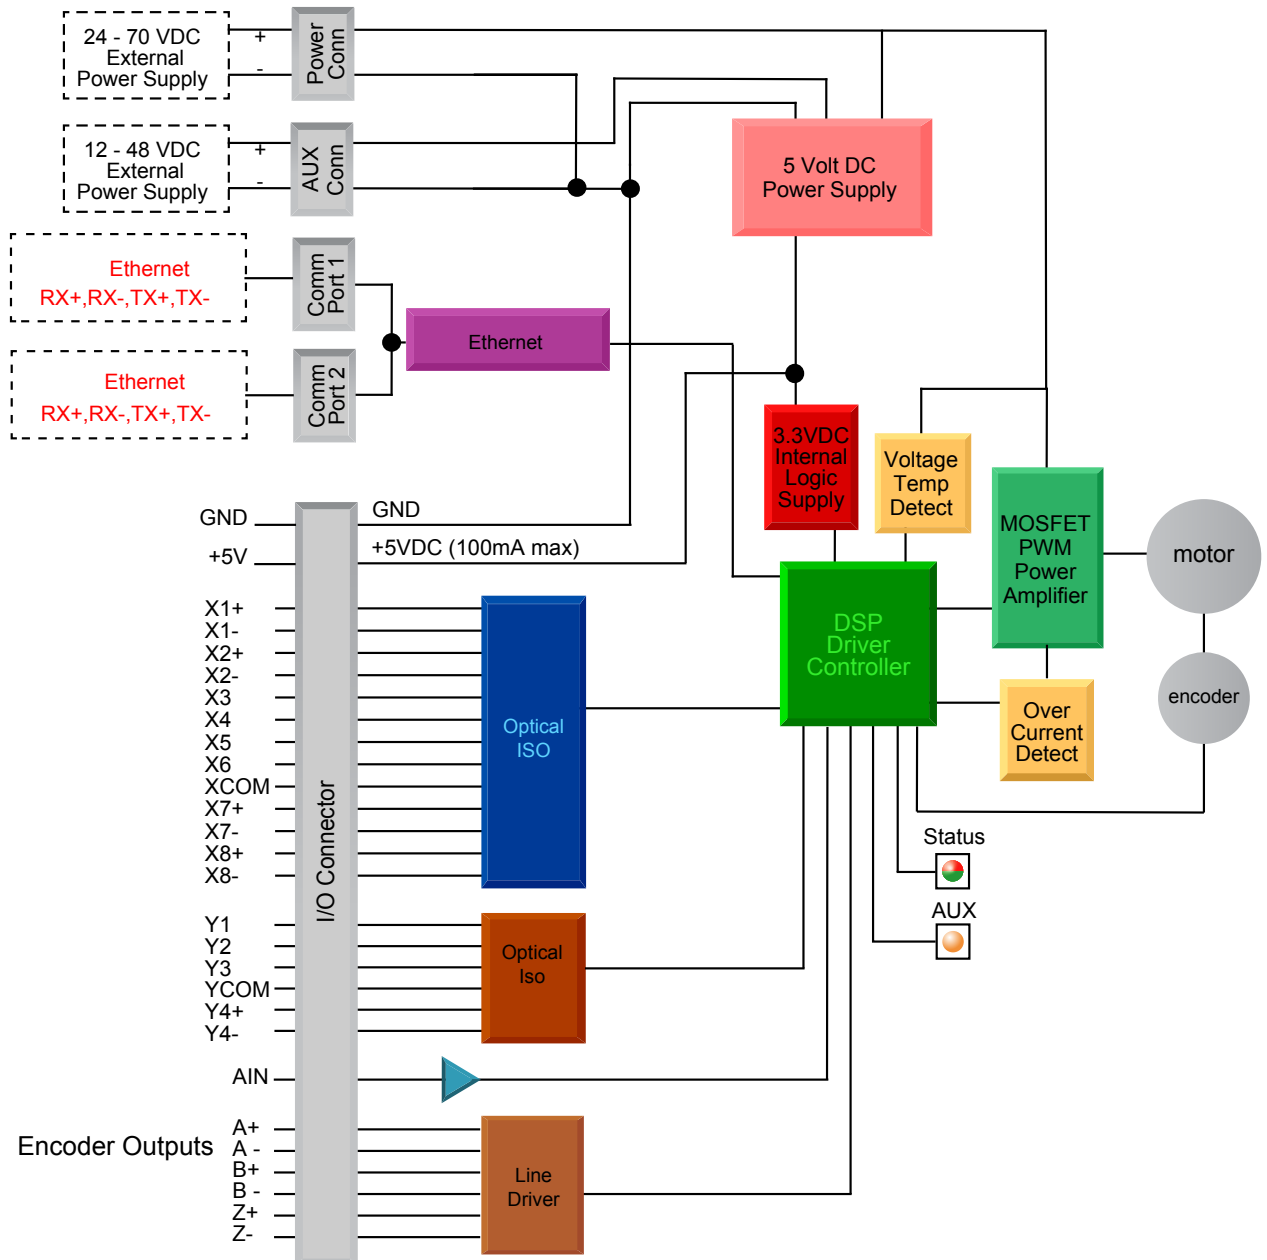 24 - 70 VDC
External
Power Supply
+
-
Power
Conn
12 - 48 VDC
External
Power Supply
+
-
AUX
Conn
5 Volt DC
Power Supply
Ethernet
RX+,RX-,TX+,TX-
Comm
Port 1
Ethernet
Ethernet
RX+,RX-,TX+,TX-
Comm
Port 2
3.3VDC
Internal
Logic
Supply
Voltage
Temp
Detect
MOSFET
PWM
Power
Amplifier
motor
encoder
Over
Current
Detect
DSP
Driver
Controller
Status
AUX
I/O Connector
GND
GND
+5V
+5VDC (100mA max)
X1+
X1-
X2+
X2-
X3
X4
X5
X6
XCOM
X7+
X7-
X8+
X8-
Optical
ISO
Y1
Y2
Y3
YCOM
Y4+
Y4-
Optical
Iso
AIN
Encoder Outputs
A+
A -
B+
B -
Z+
Z-
Line
Driver